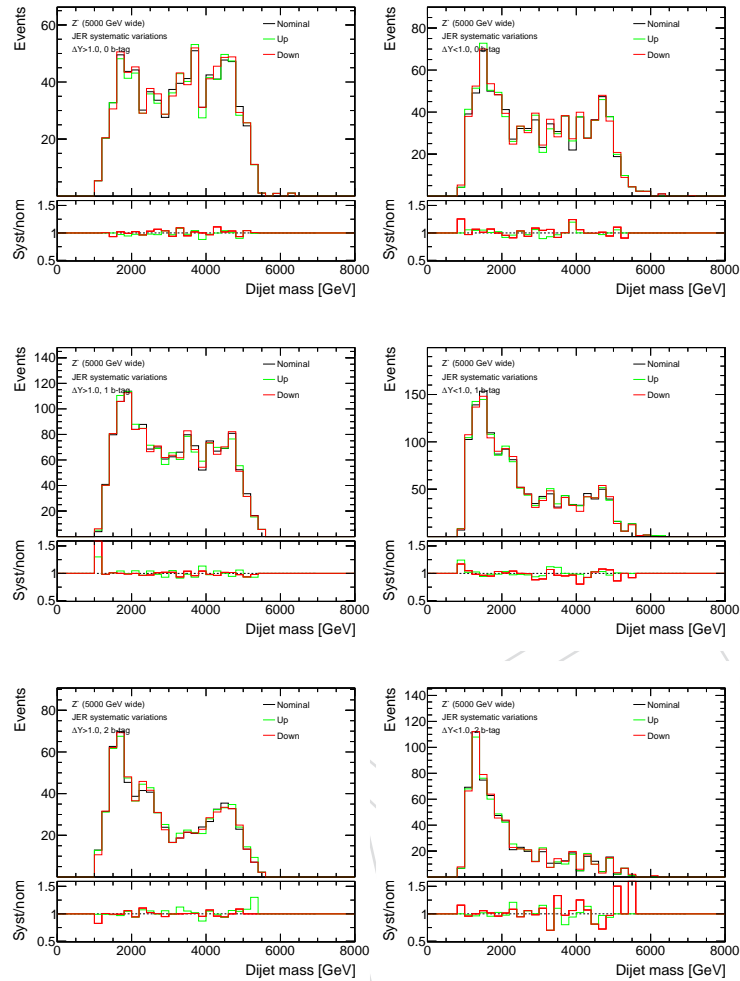 Events
Z` (5000 GeV wide)
JER systematic variations
ΔY>1.0, 0 b-tag
Nominal
Up
Down
60
40
20
Syst/nom
1.5
1
0.5
0 2000 4000 6000 8000
Dijet mass [GeV]
Events
Z` (5000 GeV wide)
JER systematic variations
ΔY<1.0, 0 b-tag
Nominal
Up
Down
80
60
40
20
Syst/nom
1.5
1
0.5
0 2000 4000 6000 8000
Dijet mass [GeV]
Events
Z` (5000 GeV wide)
JER systematic variations
ΔY>1.0, 1 b-tag
Nominal
Up
Down
140
120
100
80
60
40
20
Syst/nom
1.5
1
0.5
0 2000 4000 6000 8000
Dijet mass [GeV]
Events
Z` (5000 GeV wide)
JER systematic variations
ΔY<1.0, 1 b-tag
Nominal
Up
Down
150
100
50
Syst/nom
1.5
1
0.5
0 2000 4000 6000 8000
Dijet mass [GeV]
Events
Z` (5000 GeV wide)
JER systematic variations
ΔY>1.0, 2 b-tag
Nominal
Up
Down
80
60
40
20
Syst/nom
1.5
1
0.5
0 2000 4000 6000 8000
Dijet mass [GeV]
Events
Z` (5000 GeV wide)
JER systematic variations
ΔY<1.0, 2 b-tag
Nominal
Up
Down
140
120
100
80
60
40
20
Syst/nom
1.5
1
0.5
0 2000 4000 6000 8000
Dijet mass [GeV]